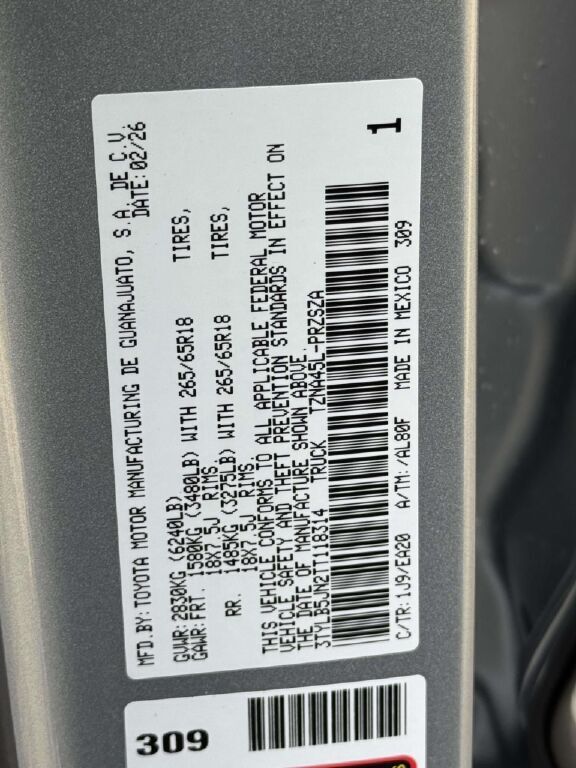 MFD.BY: TOYOTA MOTOR MANUFACTURING DE GUANAJUATO, S.A. DE C.V.
DATE: 02/26
GVWR: 2830KG (6240LB)
GAWR: FRT. 1580KG (3480LB) WITH 265/65R18 TIRES,
18X7.5J RIMS,
RR. 1485KG (3275LB) WITH 265/65R18 TIRES,
18X7.5J RIMS
THIS VEHICLE CONFORMS TO ALL APPLICABLE FEDERAL MOTOR
VEHICLE SAFETY AND THEFT PREVENTION STANDARDS IN EFFECT ON
THE DATE OF MANUFACTURE SHOWN ABOVE.
3TYLB5JN2TT118314 TRUCK TZNA45L-PRZSZA
1
C/TR: 1J9/EA20 A/TM: /AL80F MADE IN MEXICO 309
309